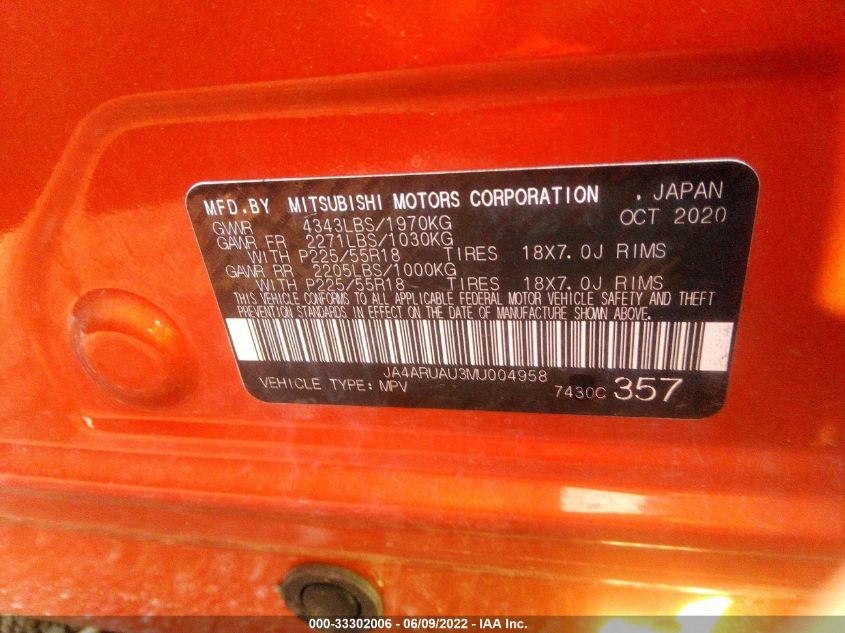 MFD.BY MITSUBISHI MOTORS CORPORATION , JAPAN
GWR 4343LBS/1970KG OCT 2020
GAWR FR 2271LBS/1030KG
WITH P225/55R18 TIRES 18X7.0J RIMS
GAWR RR 2205LBS/1000KG
WITH P225/55R18 TIRES 18X7.0J RIMS
THIS VEHICLE CONFORMS TO ALL APPLICABLE FEDERAL MOTOR VEHICLE SAFETY AND THEFT
PREVENTION STANDARDS IN EFFECT ON THE DATE OF MANUFACTURE SHOWN ABOVE.
JA4ARUAU3MU004958
VEHICLE TYPE: MPV 7430C 357
000-33302006 - 06/09/2022 - IAA Inc.